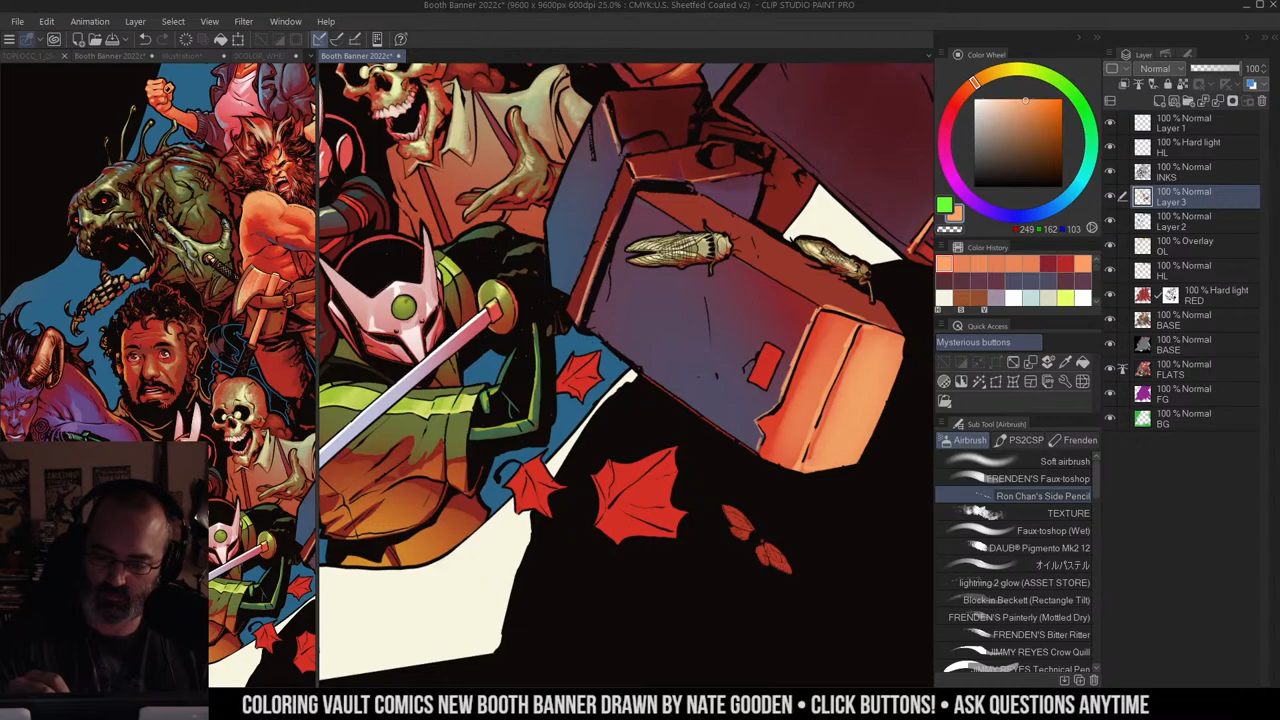 Booth Banner 2022c* (9600 x 9600px 600dpi 25.0% : CMYK:U.S. Sheetfed Coated v2) - CLIP STUDIO PAINT PRO
File Edit Animation Layer Select View Filter Window Help
Booth Banner 2022c* Illustration* Booth Banner 2022c*
Color Wheel
249 162 103
Color History
H S V
Quick Access
Mysterious buttons
Sub Tool [Airbrush]
Airbrush PS2CSP Frenden
Soft airbrush
FRENDEN'S Faux-toshop
Ron Chan's Side Pencil
TEXTURE
Faux-toshop (Wet)
DAUB® Pigmento Mk2 12
オイルパステル
lightning 2 glow (ASSET STORE)
Block-in Beckett (Rectangle Tilt)
FRENDEN'S Painterly (Mottled Dry)
FRENDEN'S Bitter Ritter
JIMMY REYES Crow Quill
JIMMY REYES Technical Pen
Layer
Normal 100
100 % Normal
Layer 1
100 % Hard light
HL
100 % Normal
INKS
100 % Normal
Layer 3
100 % Normal
Layer 2
100 % Overlay
OL
100 % Normal
HL
100 % Hard light
RED
100 % Normal
BASE
100 % Normal
BASE
100 % Normal
FLATS
100 % Normal
FG
100 % Normal
BG
COLORING VAULT COMICS NEW BOOTH BANNER DRAWN BY NATE GOODEN • CLICK BUTTONS! • ASK QUESTIONS ANYTIME